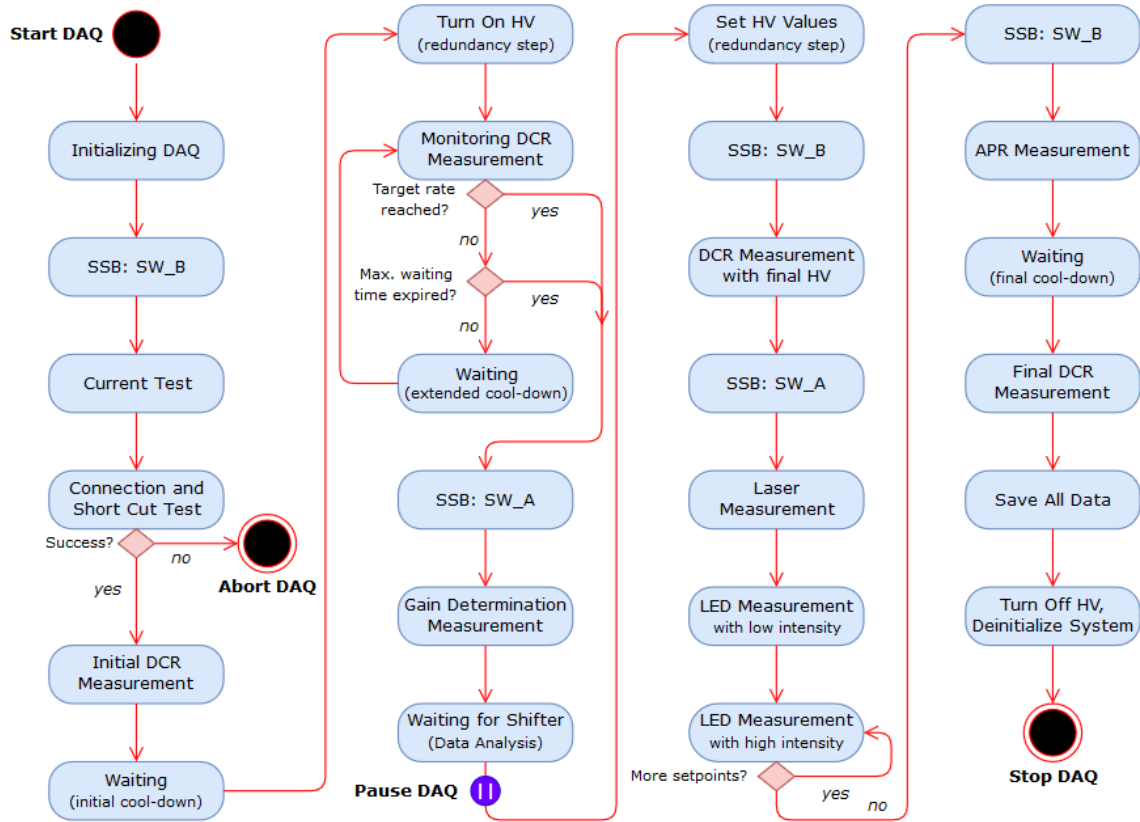 Start DAQ
Initializing DAQ
SSB: SW_B
Current Test
Connection and
Short Cut Test
Success?
no
yes
Abort DAQ
Initial DCR
Measurement
Waiting
(initial cool-down)
Turn On HV
(redundancy step)
Monitoring DCR
Measurement
Target rate
reached?
yes
no
Max. waiting
time expired?
yes
no
Waiting
(extended cool-down)
SSB: SW_A
Gain Determination
Measurement
Waiting for Shifter
(Data Analysis)
Pause DAQ
Set HV Values
(redundancy step)
SSB: SW_B
DCR Measurement
with final HV
SSB: SW_A
Laser
Measurement
LED Measurement
with low intensity
LED Measurement
with high intensity
More setpoints?
yes
no
SSB: SW_B
APR Measurement
Waiting
(final cool-down)
Final DCR
Measurement
Save All Data
Turn Off HV,
Deinitialize System
Stop DAQ